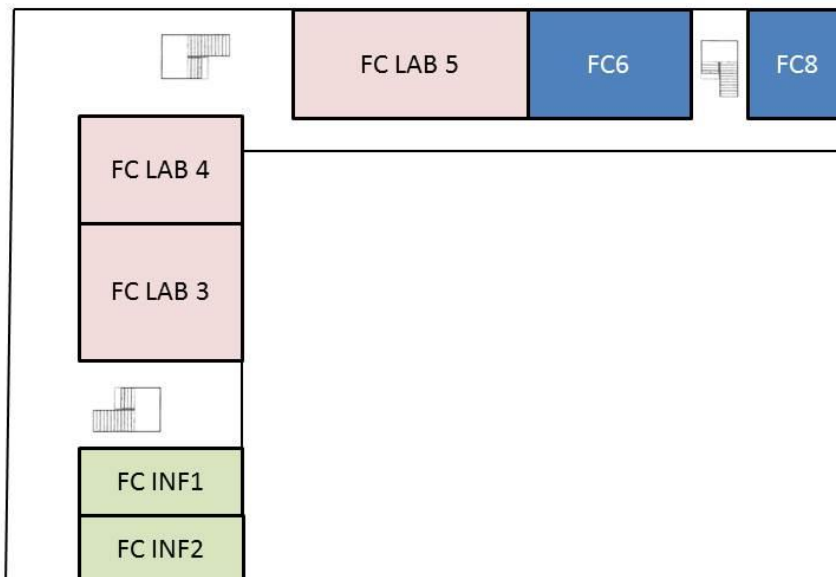 FC LAB 5
FC6
FC8
FC LAB 4
FC LAB 3
FC INF1
FC INF2